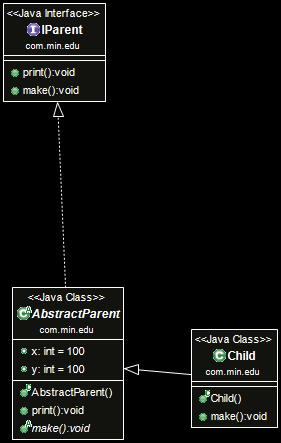 <<Java Interface>>
IParent
com.min.edu
print():void
make():void
<<Java Class>>
AbstractParent
com.min.edu
x: int = 100
y: int = 100
AbstractParent()
print():void
make():void
<<Java Class>>
Child
com.min.edu
Child()
make():void